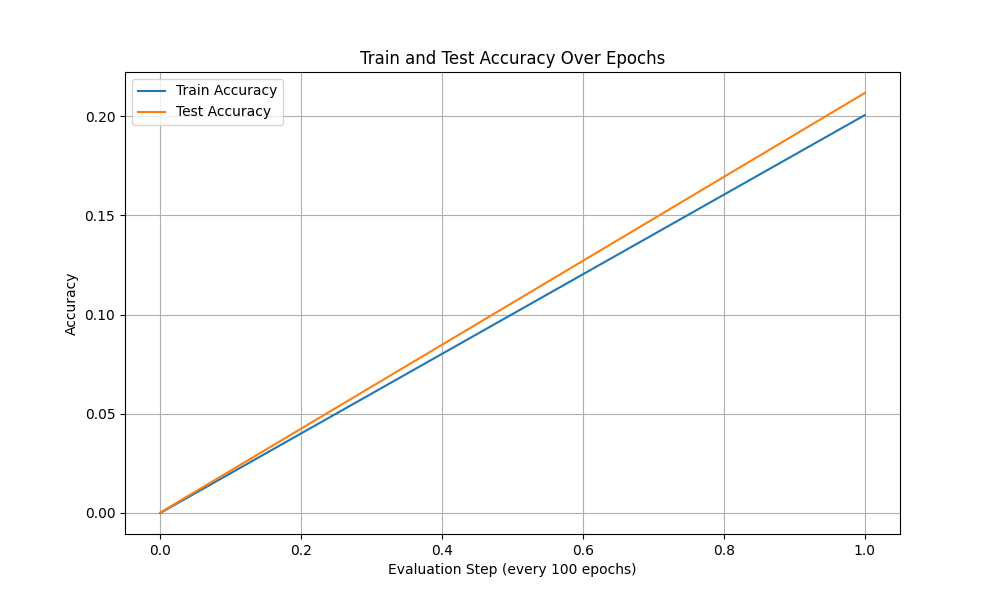 Train and Test Accuracy Over Epochs
Train Accuracy
Test Accuracy
0.20
0.15
0.10
0.05
0.00
Accuracy
0.0 0.2 0.4 0.6 0.8 1.0
Evaluation Step (every 100 epochs)